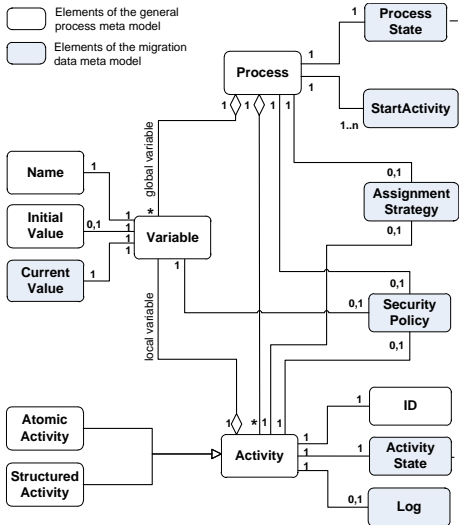 Elements of the general
process meta model
Elements of the migration
data meta model
1
Process
State
Process
1
1
StartActivity
1 1 1 1
1..n
global variable
Name
1
0,1
Initial
Value
0,1
*
1
1
1
1
Variable
Assignment
Strategy
0,1
Current
Value
1
1
0,1
0,1
Security
Policy
local variable
0,1
Atomic
Activity
1
ID
1 * 1 1
1
Activity
1
1
1
Activity
State
Structured
Activity
0,1
Log